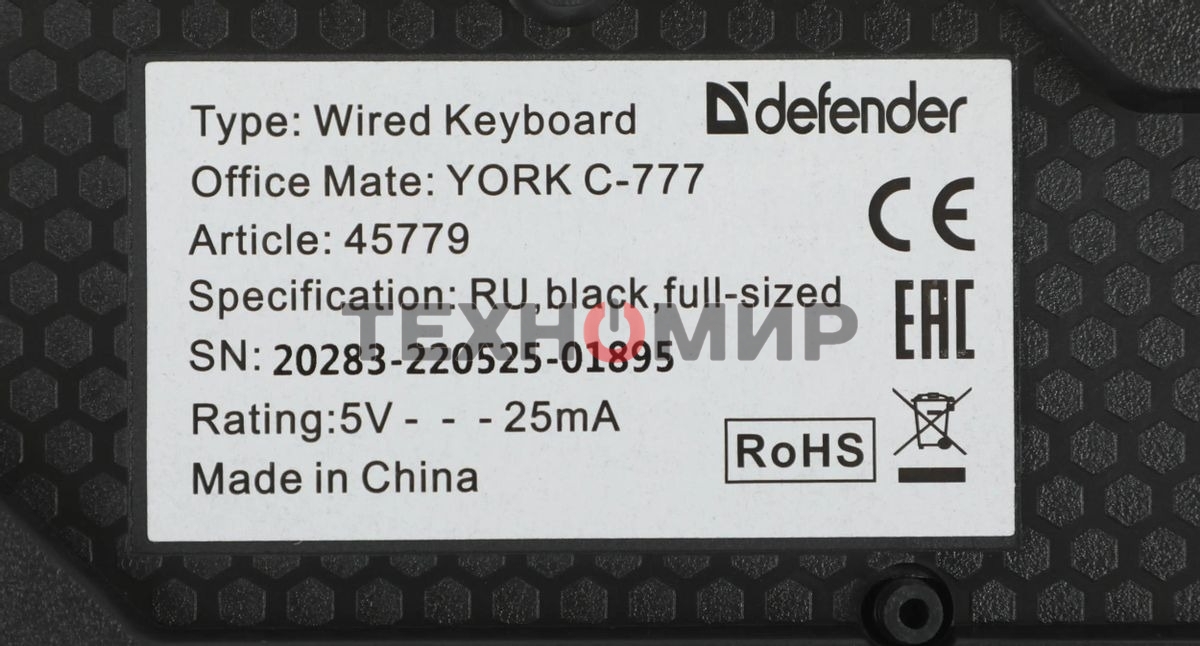 defender
Type: Wired Keyboard
Office Mate: YORK C-777
CE
Article: 45779
Specification: RU,black,full-sized
EAC
ТЕХНОМИР
SN: 20283-220525-01895
Rating:5V - - - 25mA
RoHS
Made in China